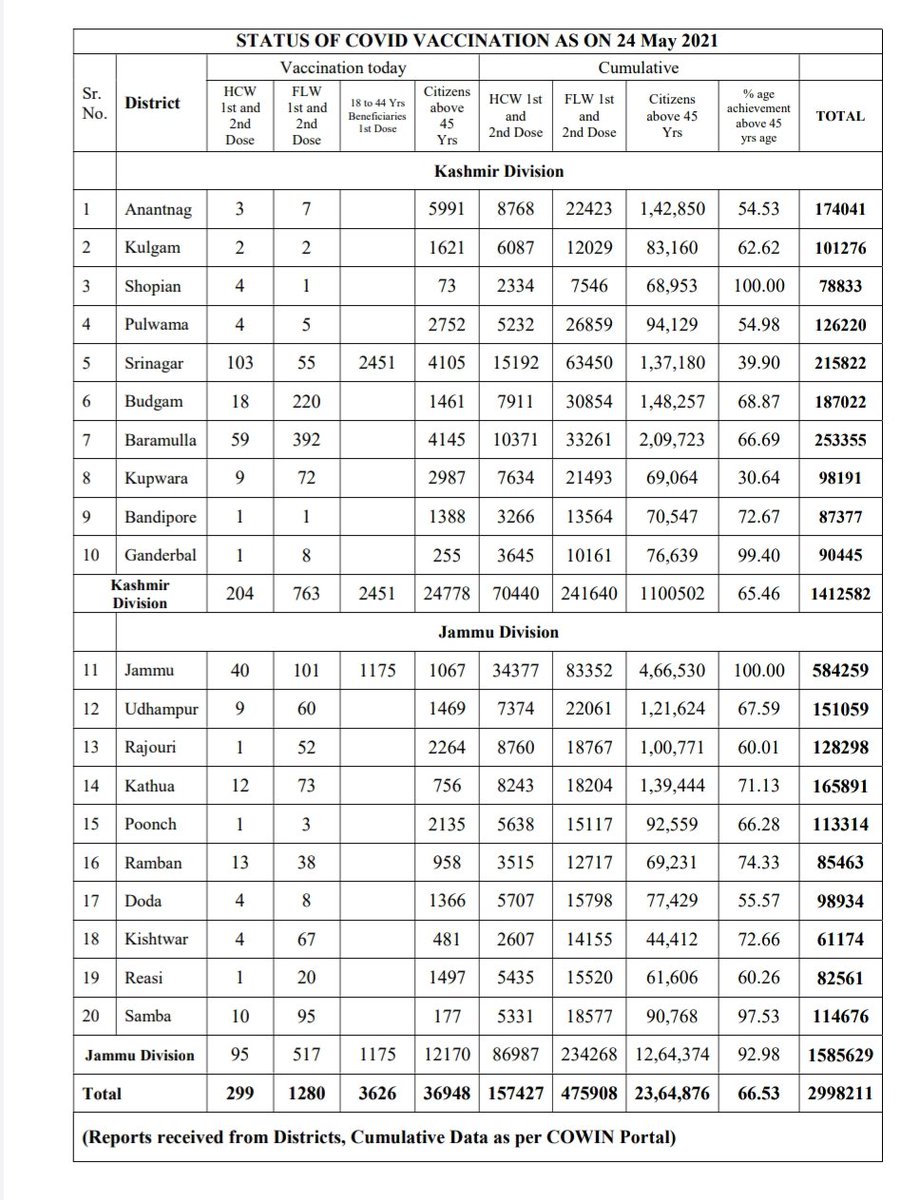 STATUS OF COVID VACCINATION AS ON 24 May 2021
Sr. No. District Vaccination today Cumulative
HCW 1st and 2nd Dose FLW 1st and 2nd Dose 18 to 44 Yrs Beneficiaries 1st Dose Citizens above 45 Yrs HCW 1st and 2nd Dose FLW 1st and 2nd Dose Citizens above 45 Yrs % age achievement above 45 yrs age TOTAL
Kashmir Division
1 Anantnag 3 7 5991 8768 22423 1,42,850 54.53 174041
2 Kulgam 2 2 1621 6087 12029 83,160 62.62 101276
3 Shopian 4 1 73 2334 7546 68,953 100.00 78833
4 Pulwama 4 5 2752 5232 26859 94,129 54.98 126220
5 Srinagar 103 55 2451 4105 15192 63450 1,37,180 39.90 215822
6 Budgam 18 220 1461 7911 30854 1,48,257 68.87 187022
7 Baramulla 59 392 4145 10371 33261 2,09,723 66.69 253355
8 Kupwara 9 72 2987 7634 21493 69,064 30.64 98191
9 Bandipore 1 1 1388 3266 13564 70,547 72.67 87377
10 Ganderbal 1 8 255 3645 10161 76,639 99.40 90445
Kashmir Division 204 763 2451 24778 70440 241640 1100502 65.46 1412582
Jammu Division
11 Jammu 40 101 1175 1067 34377 83352 4,66,530 100.00 584259
12 Udhampur 9 60 1469 7374 22061 1,21,624 67.59 151059
13 Rajouri 1 52 2264 8760 18767 1,00,771 60.01 128298
14 Kathua 12 73 756 8243 18204 1,39,444 71.13 165891
15 Poonch 1 3 2135 5638 15117 92,559 66.28 113314
16 Ramban 13 38 958 3515 12717 69,231 74.33 85463
17 Doda 4 8 1366 5707 15798 77,429 55.57 98934
18 Kishtwar 4 67 481 2607 14155 44,412 72.66 61174
19 Reasi 1 20 1497 5435 15520 61,606 60.26 82561
20 Samba 10 95 177 5331 18577 90,768 97.53 114676
Jammu Division 95 517 1175 12170 86987 234268 12,64,374 92.98 1585629
Total 299 1280 3626 36948 157427 475908 23,64,876 66.53 2998211
(Reports received from Districts, Cumulative Data as per COWIN Portal)